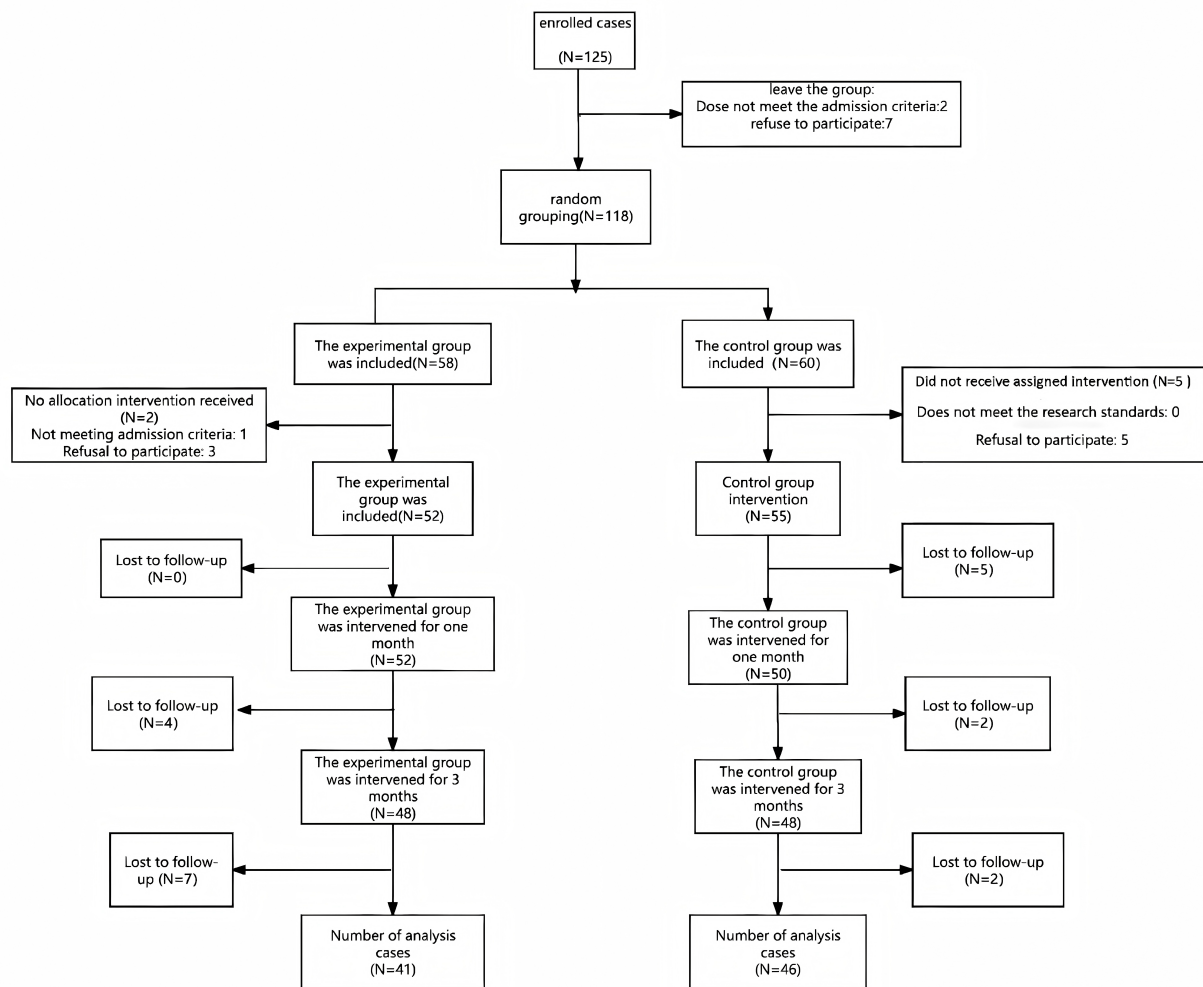 enrolled cases
(N=125)
leave the group:
Dose not meet the admission criteria:2
refuse to participate:7
random
grouping(N=118)
The experimental group
was included(N=58)
The control group was
included (N=60)
No allocation intervention received
(N=2)
Not meeting admission criteria: 1
Refusal to participate: 3
Did not receive assigned intervention (N=5 )
Does not meet the research standards: 0
Refusal to participate: 5
The experimental
group was
included(N=52)
Control group
intervention
(N=55)
Lost to follow-up
(N=0)
Lost to follow-up
(N=5)
The experimental group
was intervened for one
month
(N=52)
The control group
was intervened for
one month
(N=50)
Lost to follow-up
(N=4)
Lost to follow-up
(N=2)
The experimental group
was intervened for 3
months
(N=48)
The control group
was intervened for 3
months
(N=48)
Lost to follow-
up (N=7)
Lost to follow-up
(N=2)
Number of analysis
cases
(N=41)
Number of analysis
cases
(N=46)